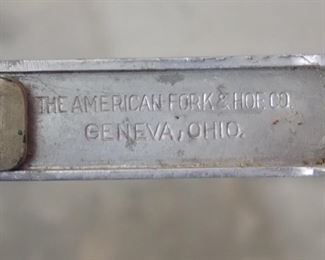 THE AMERICAN FORK & HOE CO.
GENEVA, OHIO.